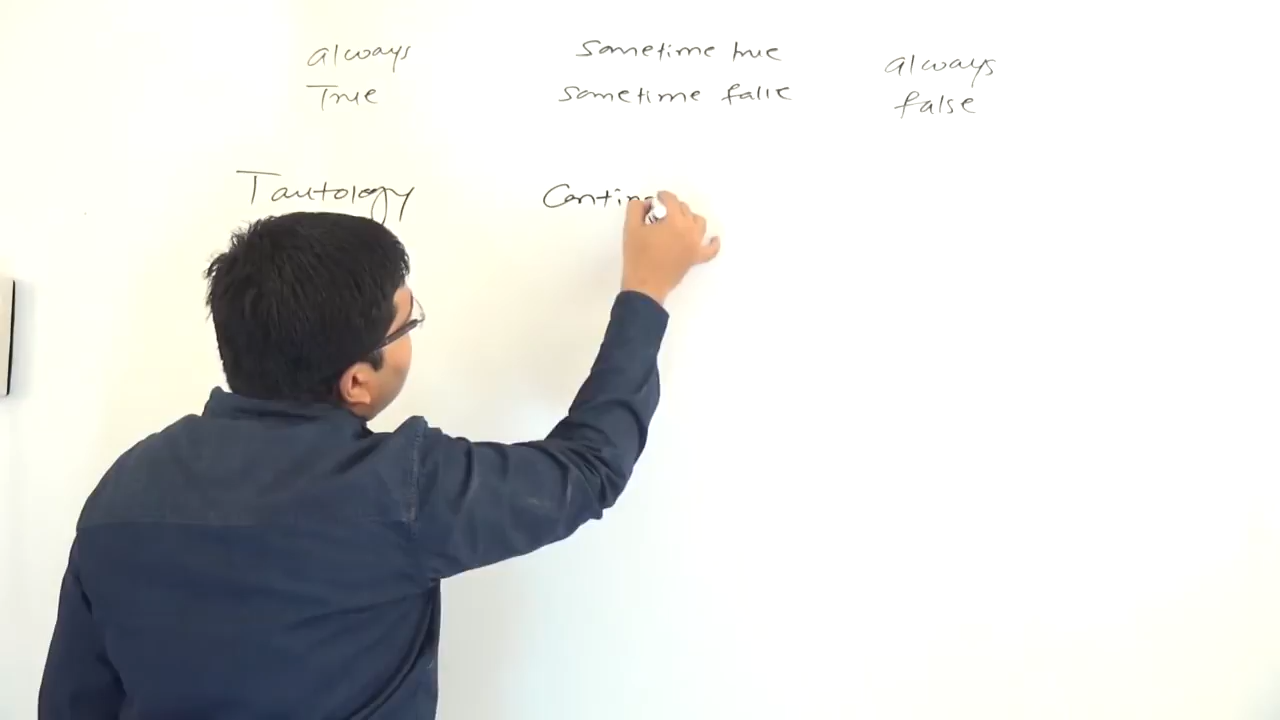 always
True
Sometime true
Sometime false
always
false
Tautology
Contin